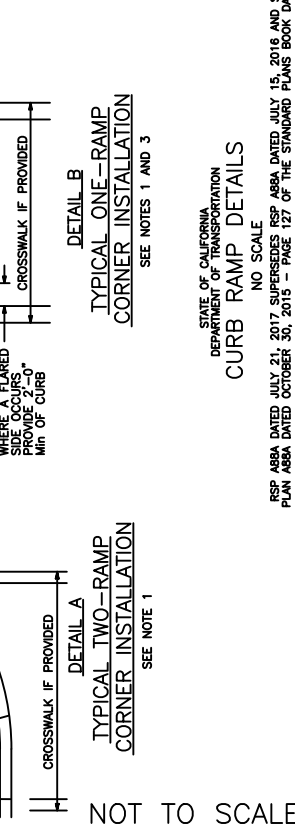 CROSSWALK IF PROVIDED
DETAIL A
TYPICAL TWO-RAMP
CORNER INSTALLATION
SEE NOTE 1
WHERE A FLARED
SIDE OCCURS
PROVIDE 2'-0"
Min OF CURB
CROSSWALK IF PROVIDED
DETAIL B
TYPICAL ONE-RAMP
CORNER INSTALLATION
SEE NOTES 1 AND 3
STATE OF CALIFORNIA
DEPARTMENT OF TRANSPORTATION
CURB RAMP DETAILS
NO SCALE
RSP A88A DATED JULY 21, 2017 SUPERSEDES RSP A88A DATED JULY 15, 2016 AND
PLAN A88A DATED OCTOBER 30, 2015 - PAGE 127 OF THE STANDARD PLANS BOOK
NOT TO SCALE